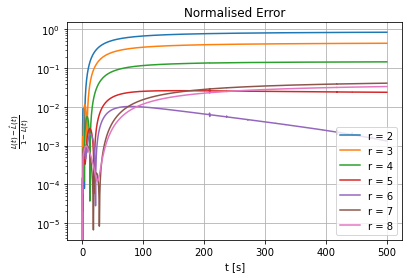 Normalised Error
10⁰
10⁻¹
10⁻²
10⁻³
10⁻⁴
10⁻⁵
0 100 200 300 400 500
t [s]
r = 2
r = 3
r = 4
r = 5
r = 6
r = 7
r = 8